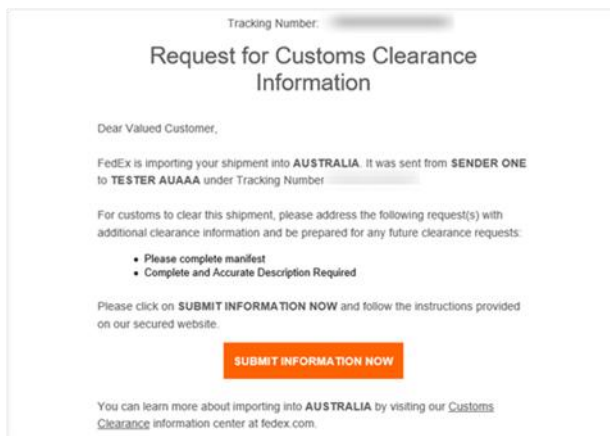 Tracking Number:
Request for Customs Clearance
Information
Dear Valued Customer,
FedEx is importing your shipment into AUSTRALIA. It was sent from SENDER ONE
to TESTER AUAAA under Tracking Number
For customs to clear this shipment, please address the following request(s) with
additional clearance information and be prepared for any future clearance requests:
• Please complete manifest
• Complete and Accurate Description Required
Please click on SUBMIT INFORMATION NOW and follow the instructions provided
on our secured website.
SUBMIT INFORMATION NOW
You can learn more about importing into AUSTRALIA by visiting our Customs
Clearance information center at fedex.com.